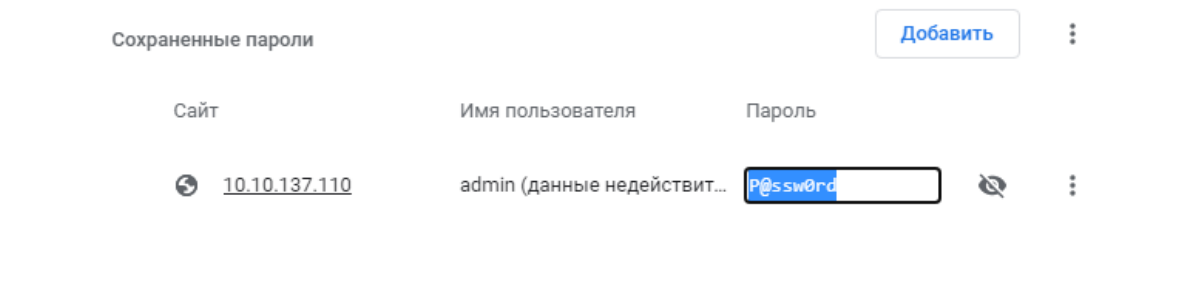 Сохраненные пароли
Добавить
Сайт Имя пользователя Пароль
10.10.137.110 admin (данные недействит... P@ssw0rd